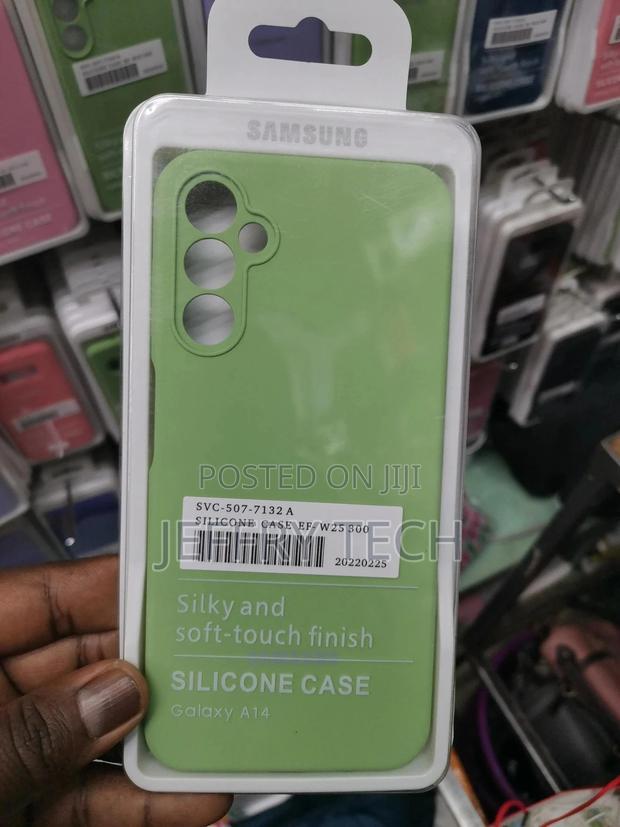 SAMSUNG
POSTED ON JIJI
SVC-507-7132 A
SILICONE CASE EF-W25 300
JEFFRY TECH
20220225
Silky and
soft-touch finish
SILICONE CASE
Galaxy A14